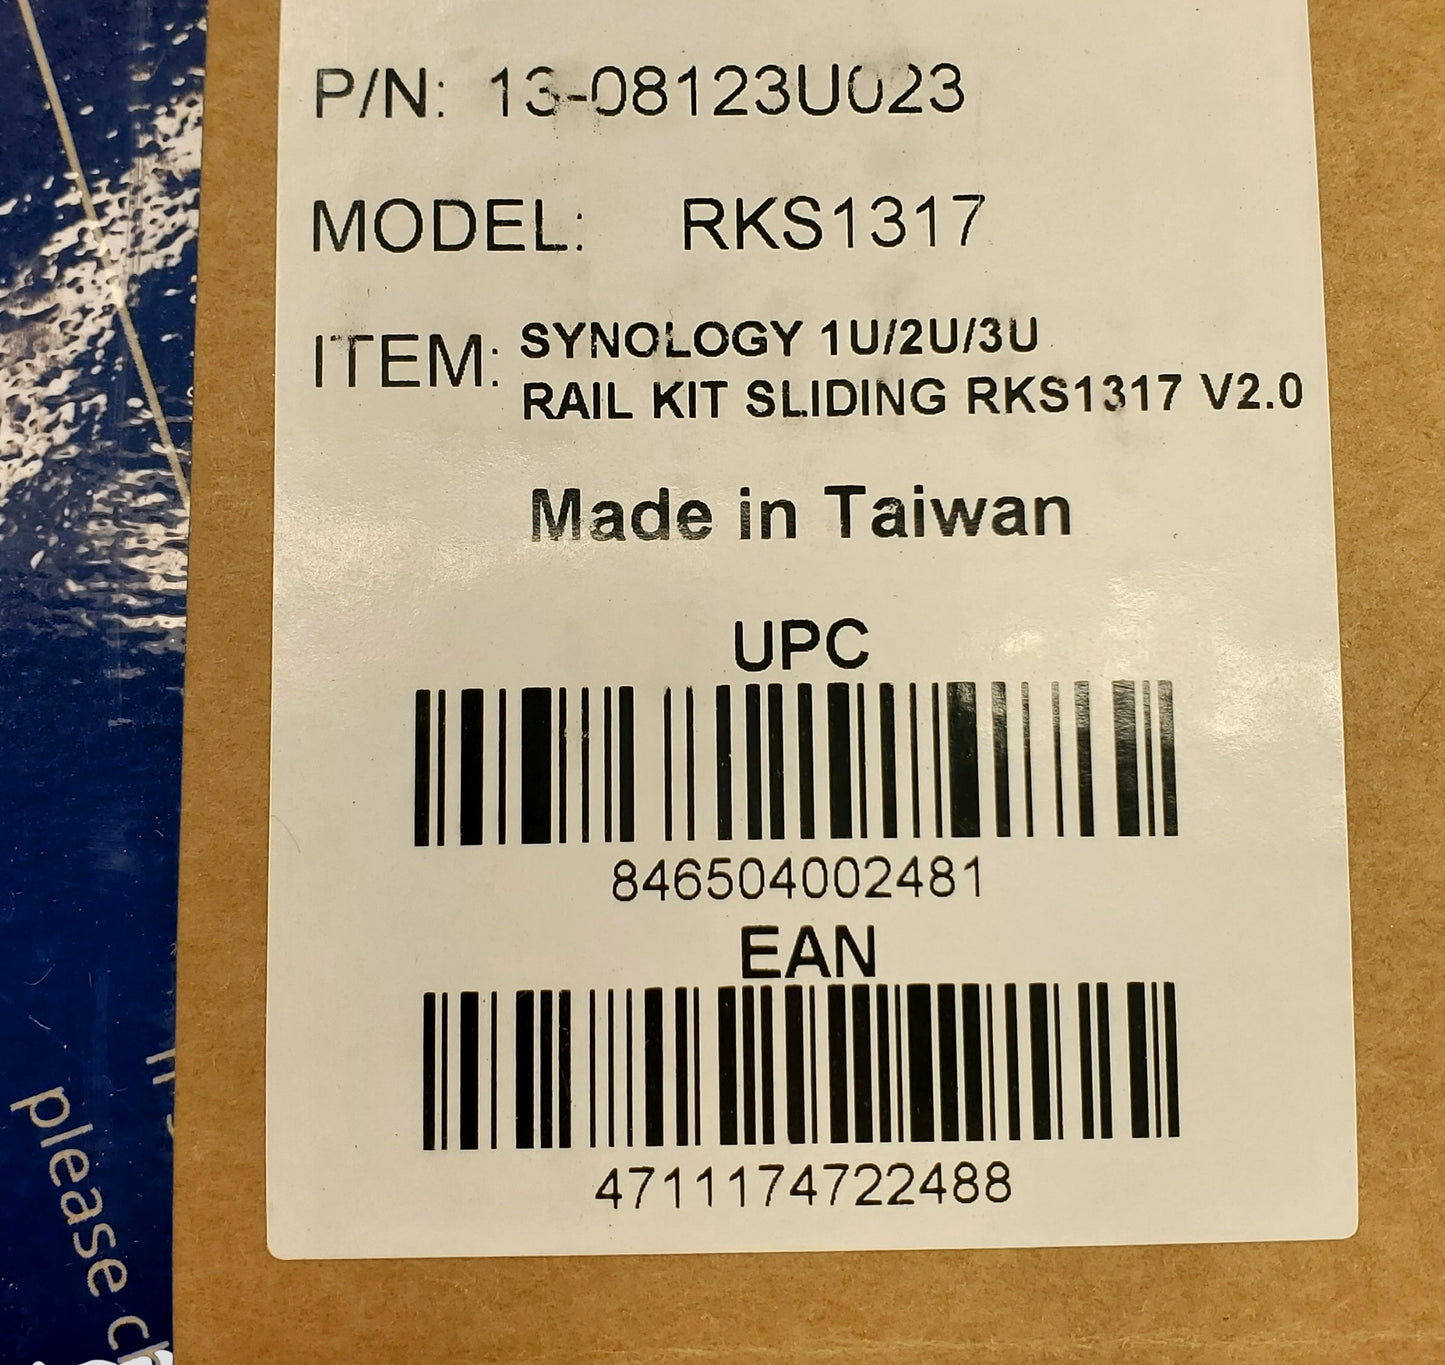 P/N: 13-08123U023
MODEL: RKS1317
ITEM: SYNOLOGY 1U/2U/3U
RAIL KIT SLIDING RKS1317 V2.0
Made in Taiwan
UPC
846504002481
EAN
4711174722488
please